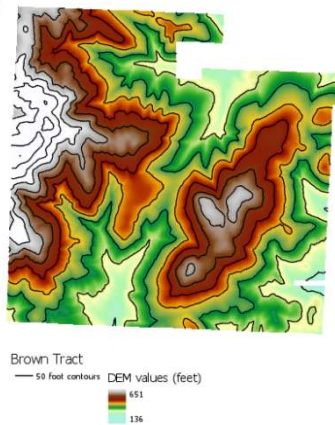 Brown Tract
50 foot contours
DEM values (feet)
651
136